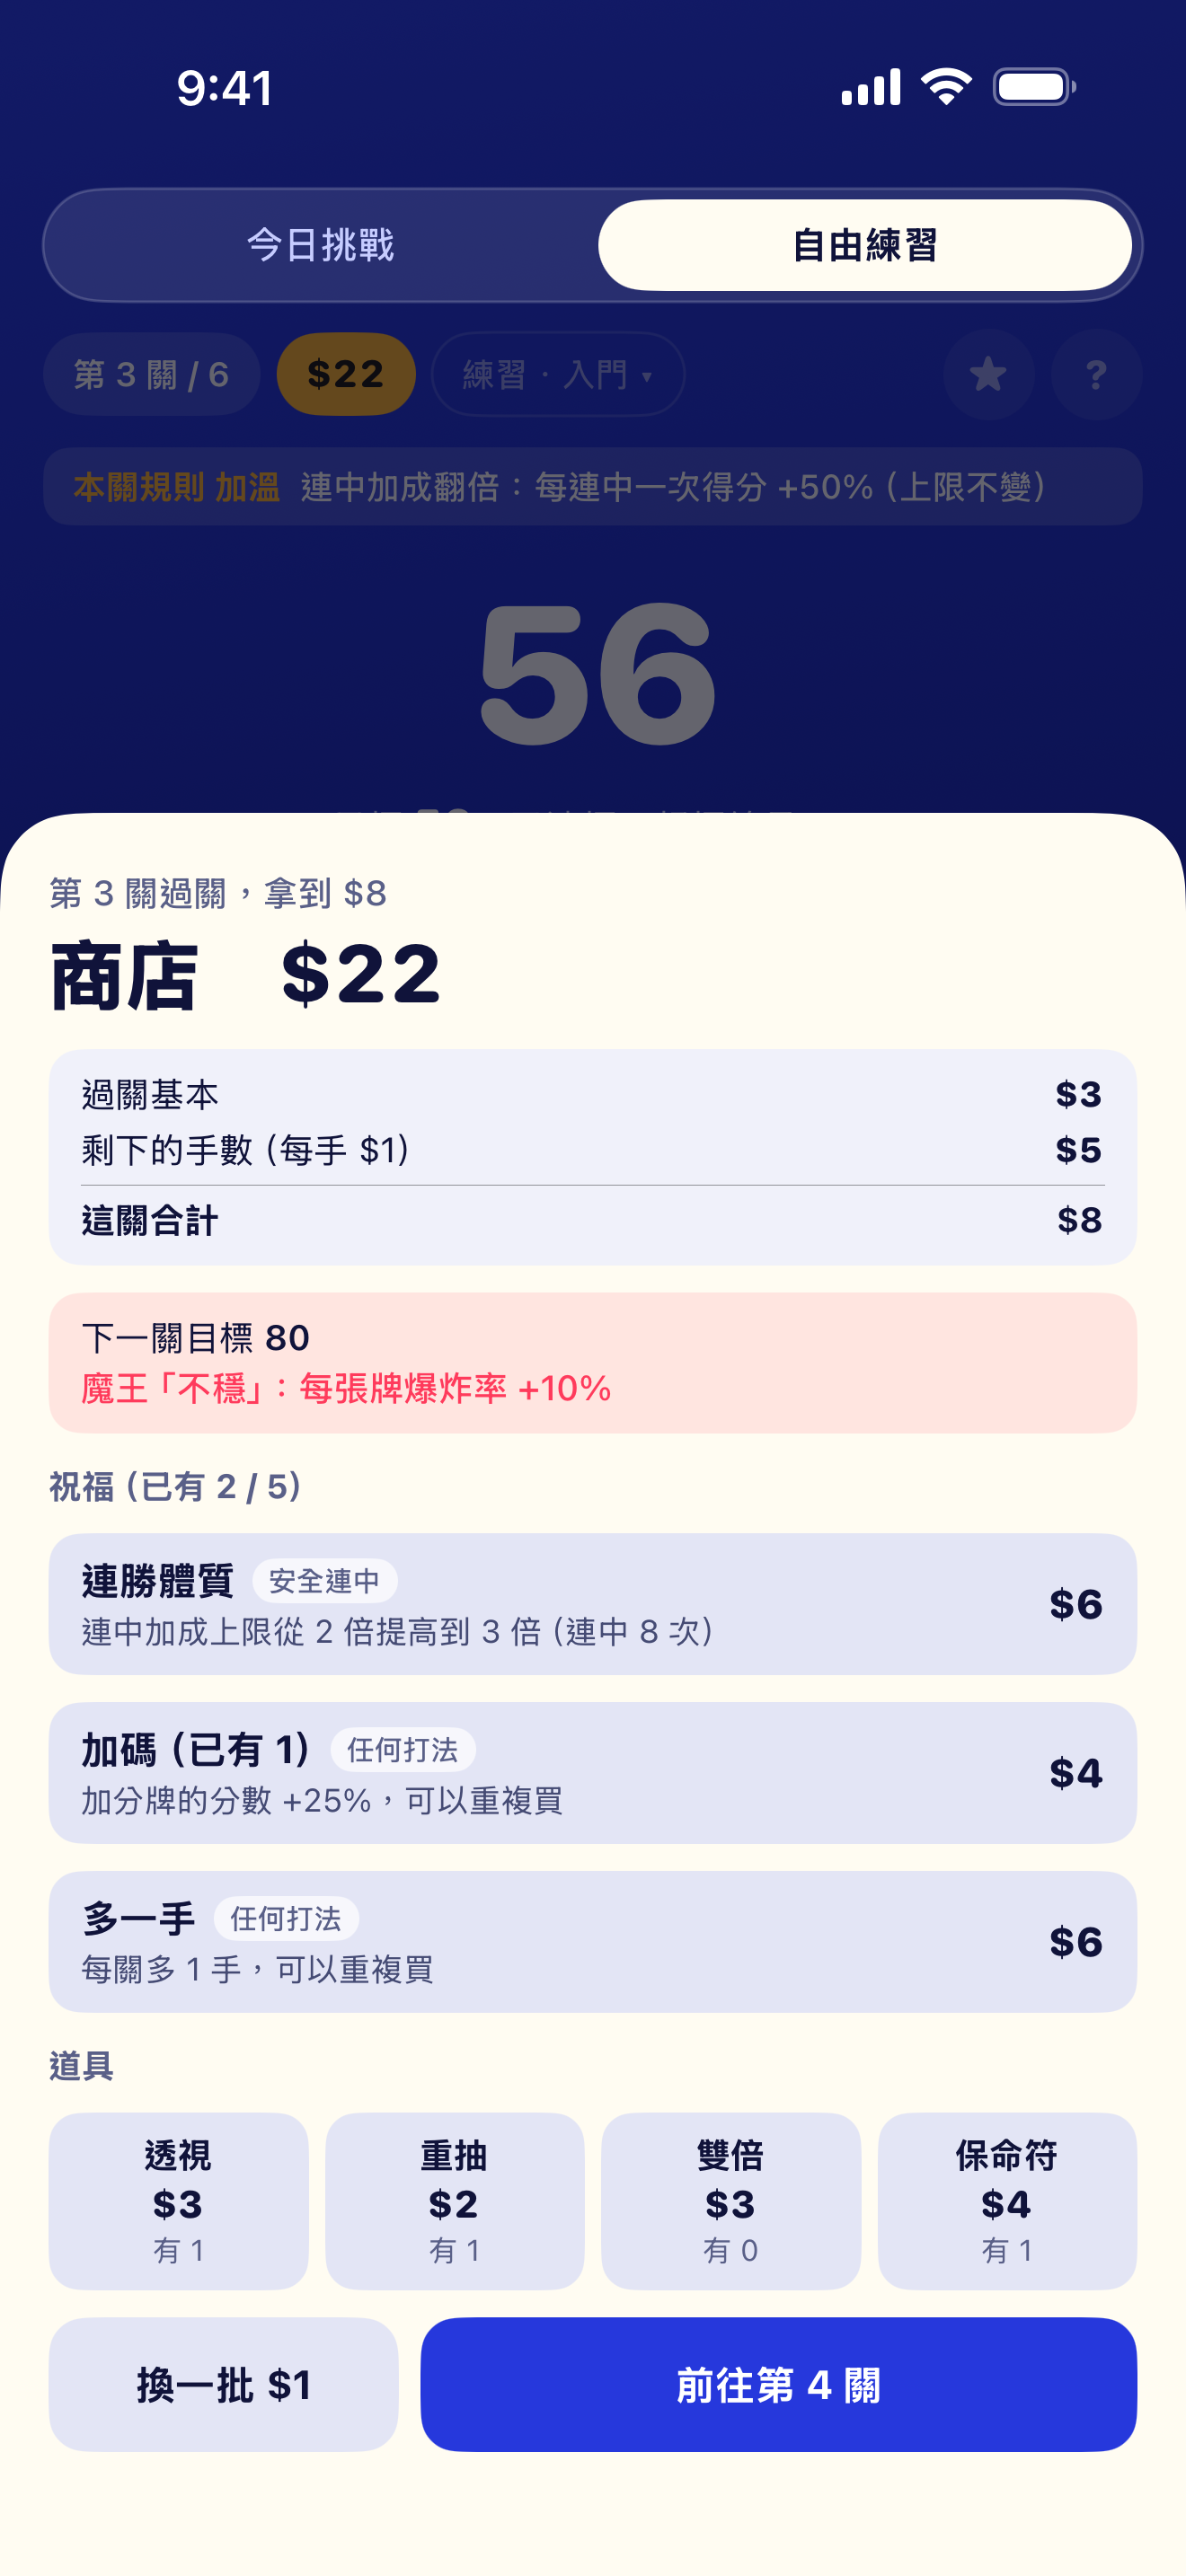 9:41
今日挑戰
自由練習
第 3 關 / 6
$22
練習 · 入門 ▾
?
本關規則 加溫 連中加成翻倍：每連中一次得分 +50%（上限不變）
56
第 3 關過關，拿到 $8
商店 $22
過關基本 $3
剩下的手數（每手 $1） $5
這關合計 $8
下一關目標 80
魔王「不穩」：每張牌爆炸率 +10%
祝福（已有 2 / 5）
連勝體質 安全連中
連中加成上限從 2 倍提高到 3 倍（連中 8 次）
$6
加碼（已有 1） 任何打法
加分牌的分數 +25%，可以重複買
$4
多一手 任何打法
每關多 1 手，可以重複買
$6
道具
透視
$3
有 1
重抽
$2
有 1
雙倍
$3
有 0
保命符
$4
有 1
換一批 $1
前往第 4 關